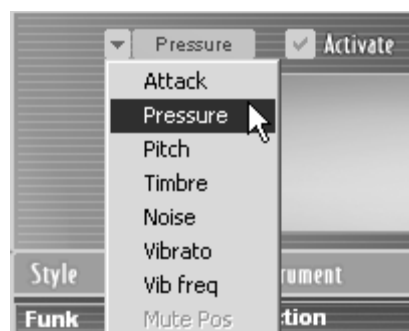 Pressure Activate
Attack
Pressure
Pitch
Timbre
Noise
Vibrato
Vib freq
Mute Pos
Style rument
Funk tion